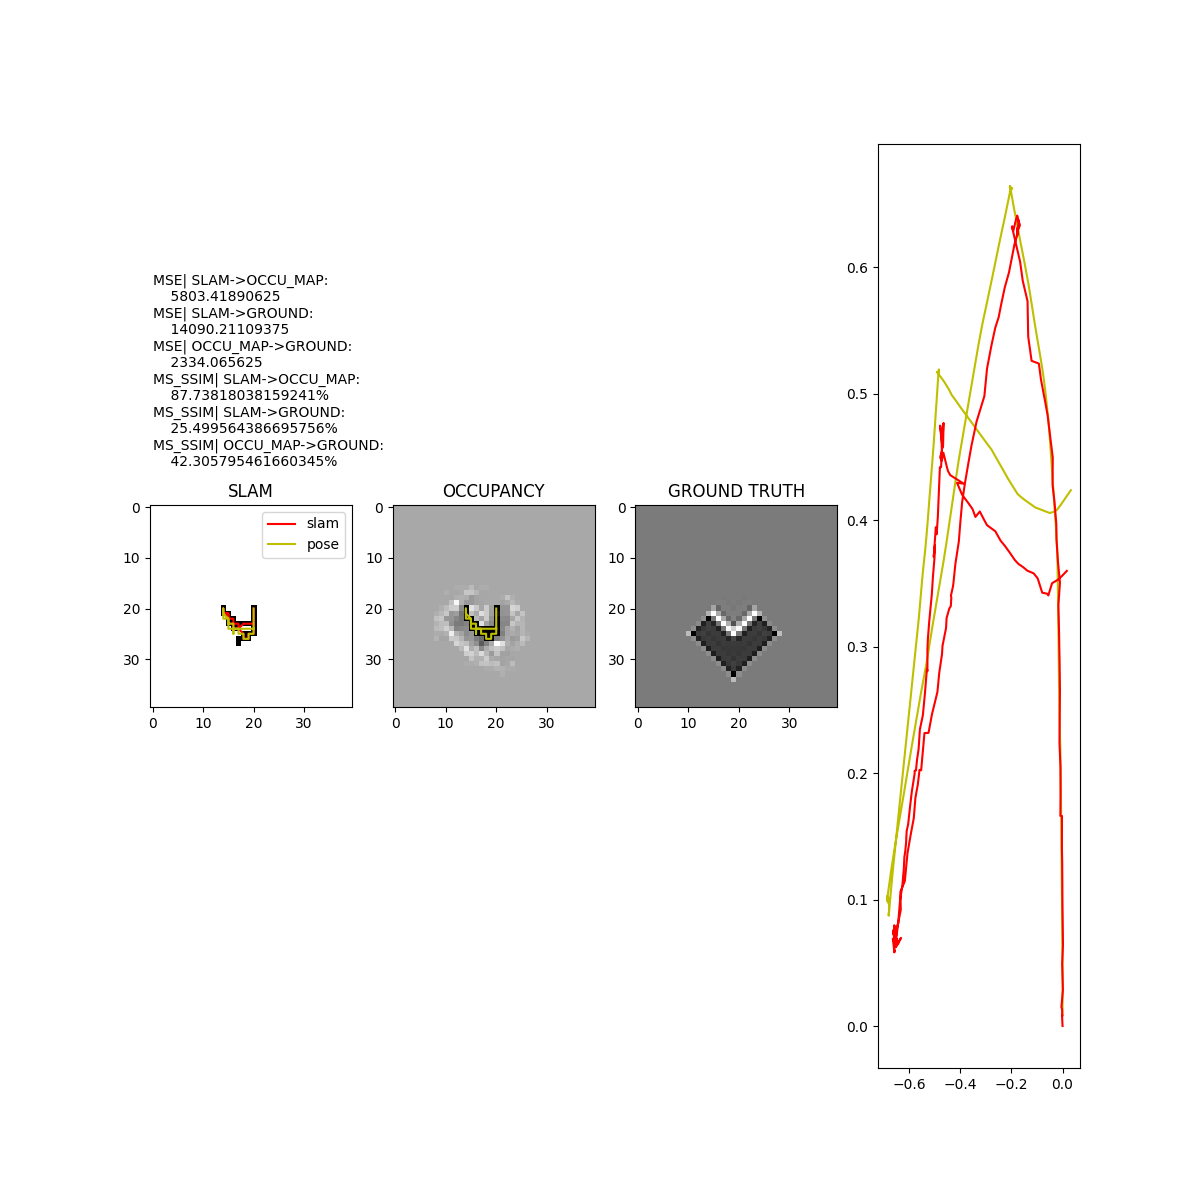 MSE| SLAM->OCCU_MAP:
5803.41890625
MSE| SLAM->GROUND:
14090.21109375
MSE| OCCU_MAP->GROUND:
2334.065625
MS_SSIM| SLAM->OCCU_MAP:
87.73818038159241%
MS_SSIM| SLAM->GROUND:
25.499564386695756%
MS_SSIM| OCCU_MAP->GROUND:
42.305795461660345%
SLAM
slam
pose
0
10
20
30
0 10 20 30
OCCUPANCY
0
10
20
30
0 10 20 30
GROUND TRUTH
0
10
20
30
0 10 20 30
0.6
0.5
0.4
0.3
0.2
0.1
0.0
−0.6 −0.4 −0.2 0.0